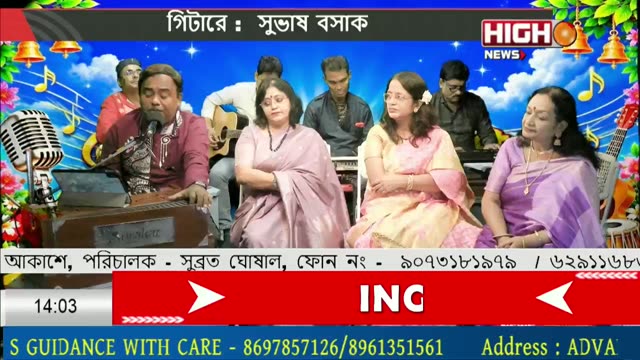 গিটারে : সুভাষ বসাক
HIGH
NEWS
আকাশে, পরিচালক - সুব্রত ঘোষাল, ফোন নং - ৯০৭৩১৮১৯৭৯ / ৬২৯১১৬৮
14:03
ING
S GUIDANCE WITH CARE - 8697857126/8961351561 Address : ADVA